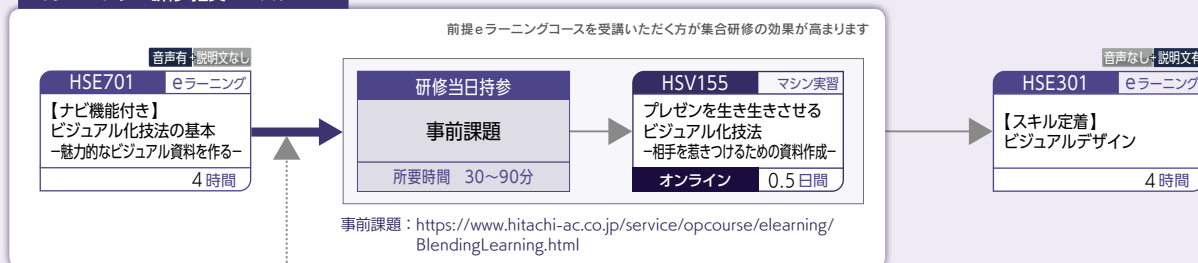 前提eラーニングコースを受講いただく方が集合研修の効果が高まります
音声有+説明文なし
HSE701 eラーニング
【ナビ機能付き】
ビジュアル化技法の基本
−魅力的なビジュアル資料を作る−
4時間
研修当日持参
事前課題
所要時間 30〜90分
HSV155 マシン実習
プレゼンを生き生きさせる
ビジュアル化技法
−相手を惹きつけるための資料作成−
オンライン 0.5日間
事前課題：https://www.hitachi-ac.co.jp/service/opcourse/elearning/
BlendingLearning.html
音声なし+説明文有
HSE301 eラーニング
【スキル定着】
ビジュアルデザイン
4時間